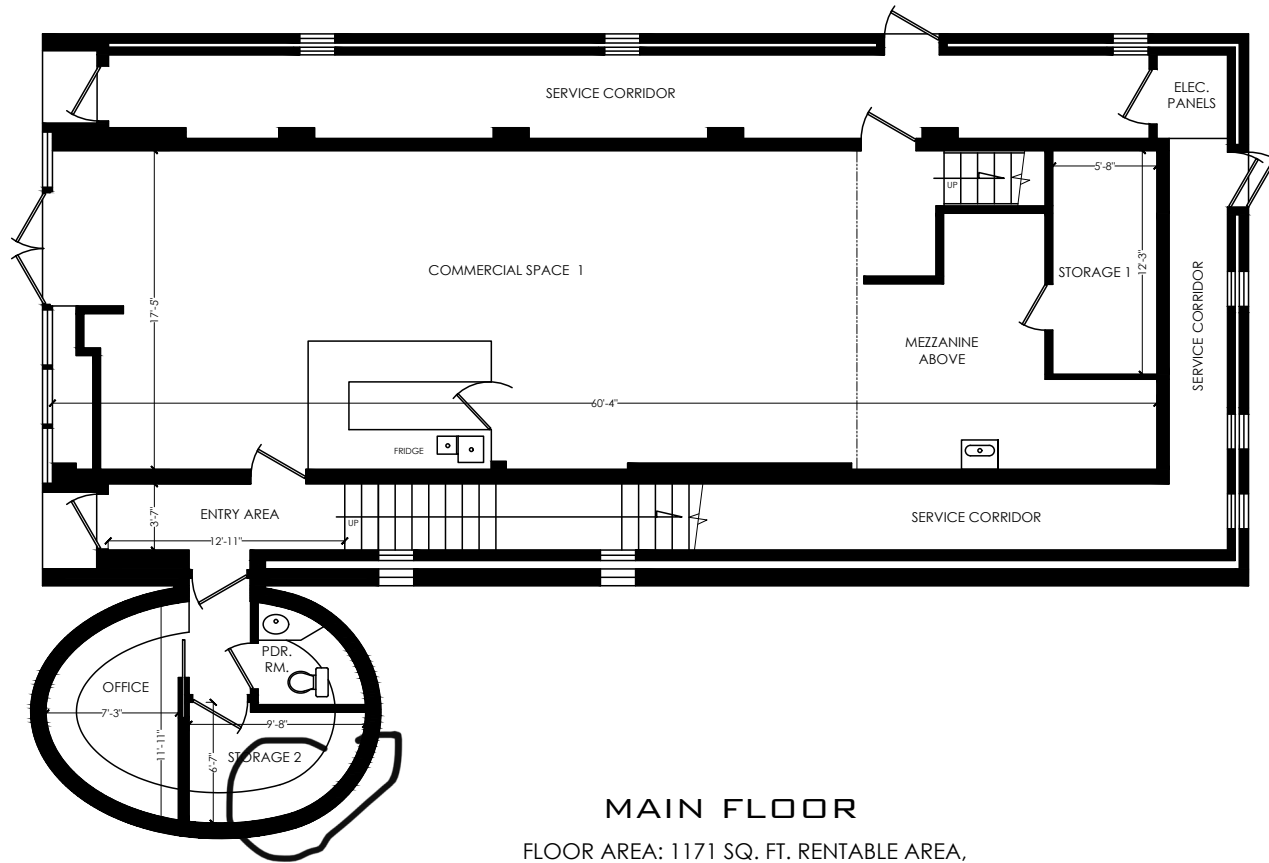 SERVICE CORRIDOR
ELEC.
PANELS
UP
5'-8"
COMMERCIAL SPACE 1
17'-5"
STORAGE 1
12'-3"
SERVICE CORRIDOR
MEZZANINE
ABOVE
60'-4"
FRIDGE
ENTRY AREA
3'-7"
UP
SERVICE CORRIDOR
12'-11"
PDR.
RM.
OFFICE
7'-3"
9'-8"
11'-11"
6'-7"
STORAGE 2
MAIN FLOOR
FLOOR AREA: 1171 SQ. FT. RENTABLE AREA,